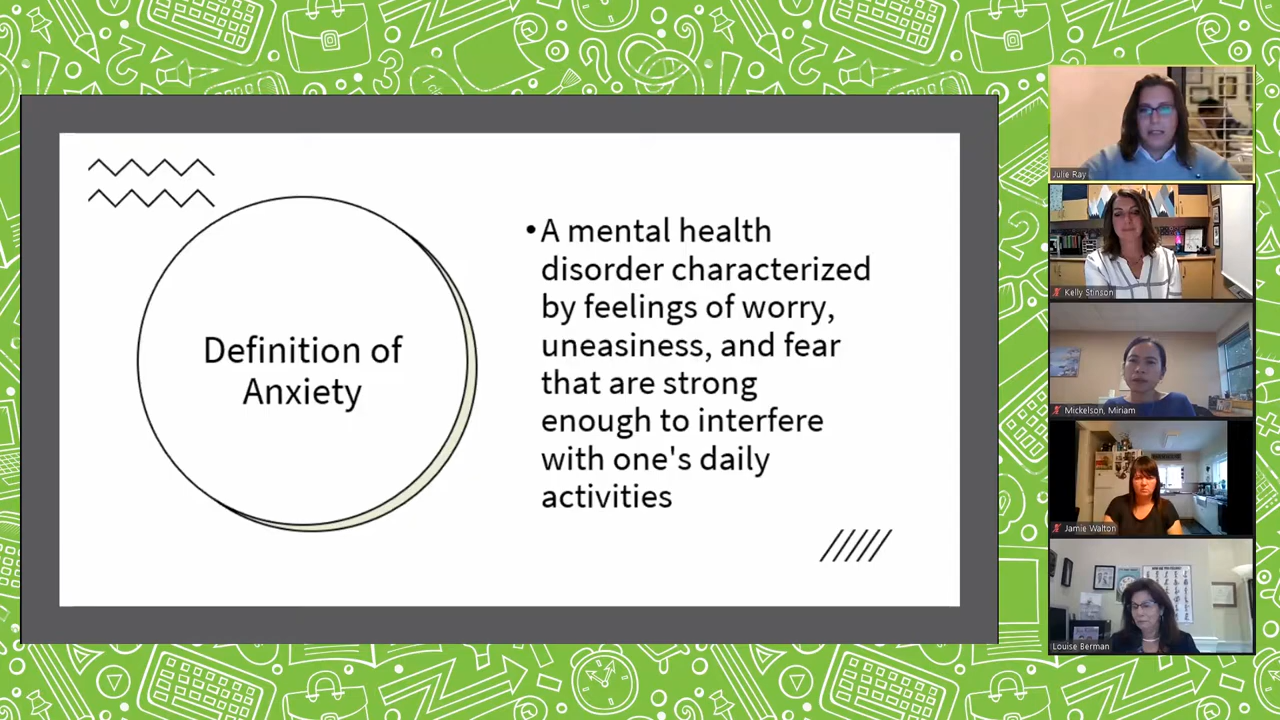 Definition of
Anxiety
•A mental health
disorder characterized
by feelings of worry,
uneasiness, and fear
that are strong
enough to interfere
with one's daily
activities
Julie Ray
Kelly Stinson
Mickelson, Miriam
Jamie Walton
Louise Berman